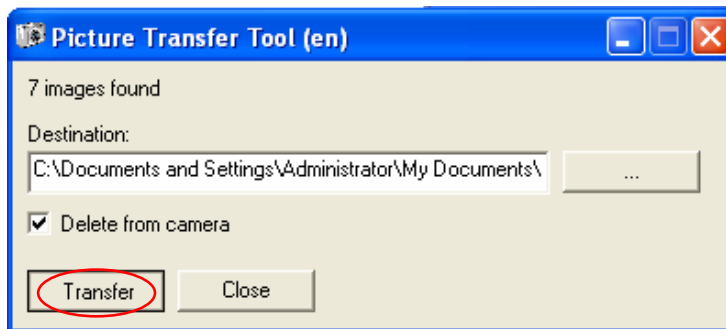 Picture Transfer Tool (en)
7 images found
Destination:
C:\Documents and Settings\Administrator\My Documents\
...
Delete from camera
Transfer
Close